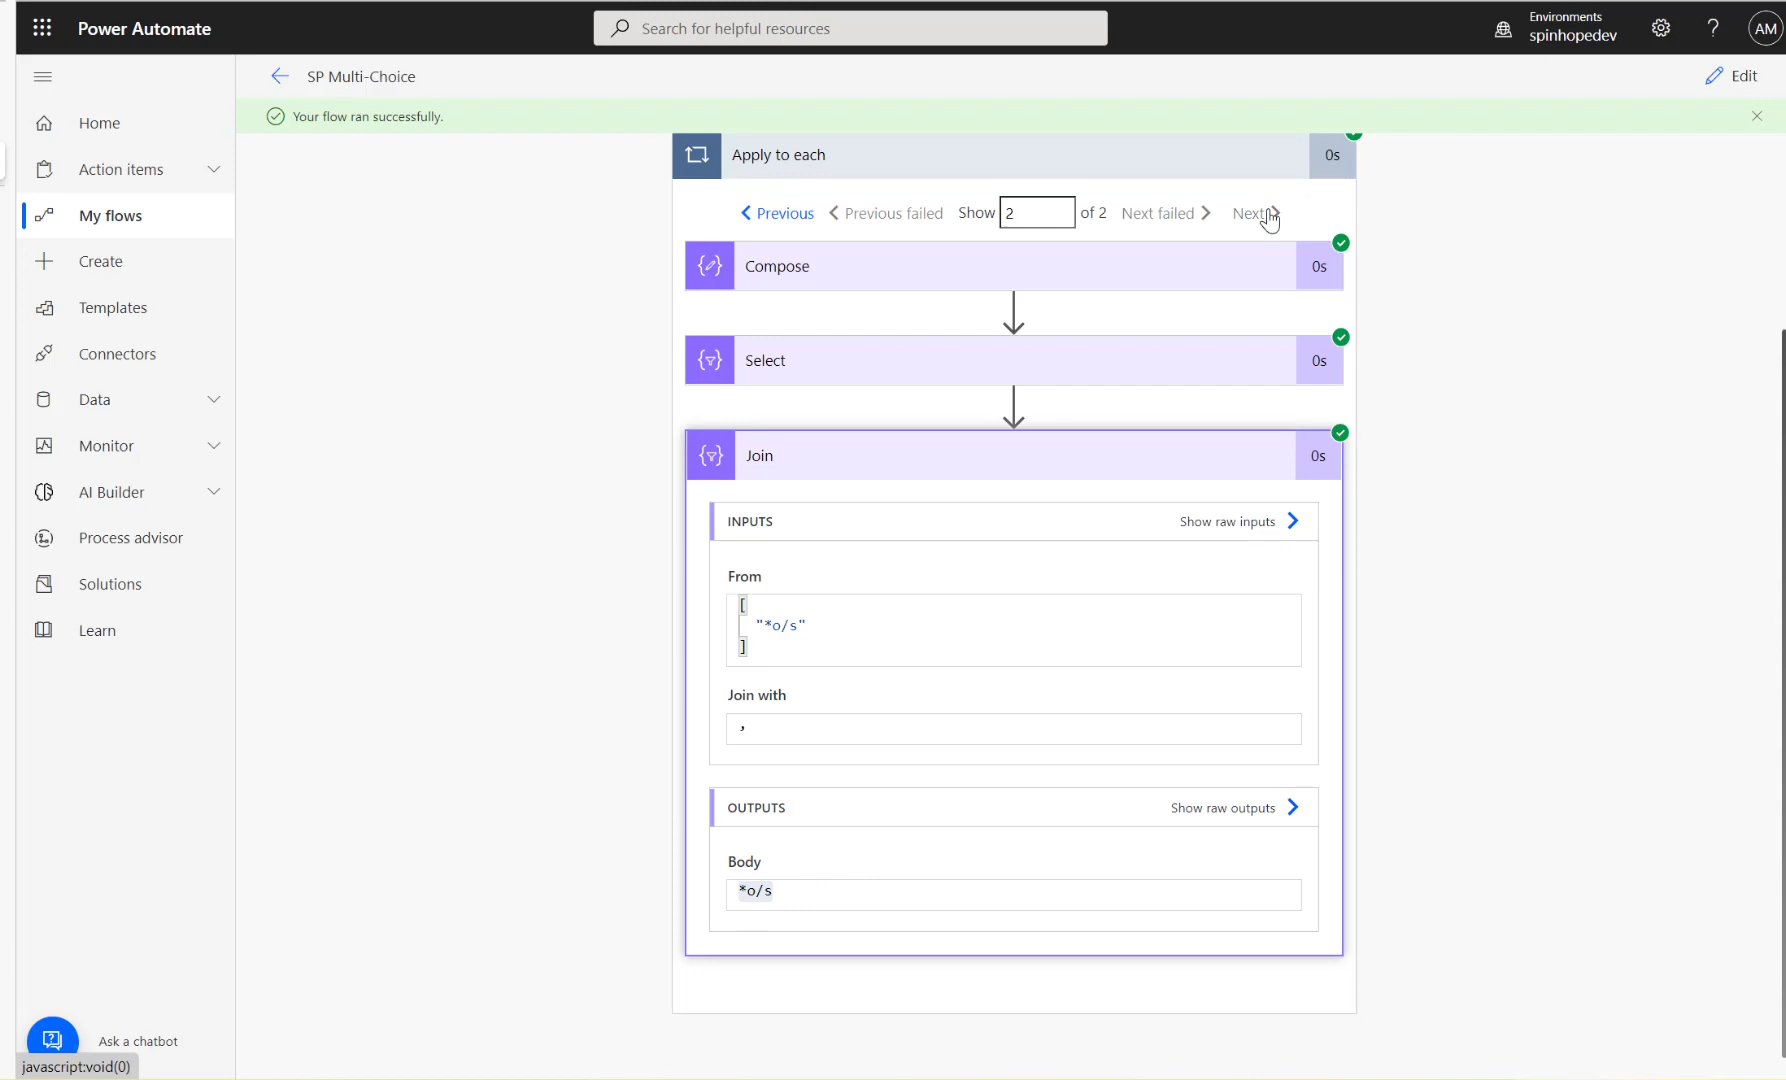 Power Automate
Search for helpful resources
Environments
spinhopedev
?
AM
SP Multi-Choice
Edit
Your flow ran successfully.
Home
Action items
My flows
Create
Templates
Connectors
Data
Monitor
AI Builder
Process advisor
Solutions
Learn
Ask a chatbot
javascript:void(0)
Apply to each
0s
Previous
Previous failed
Show 2 of 2
Next failed
Next
Compose
0s
Select
0s
Join
0s
INPUTS
Show raw inputs
From
[
"*o/s"
]
Join with
,
OUTPUTS
Show raw outputs
Body
*o/s